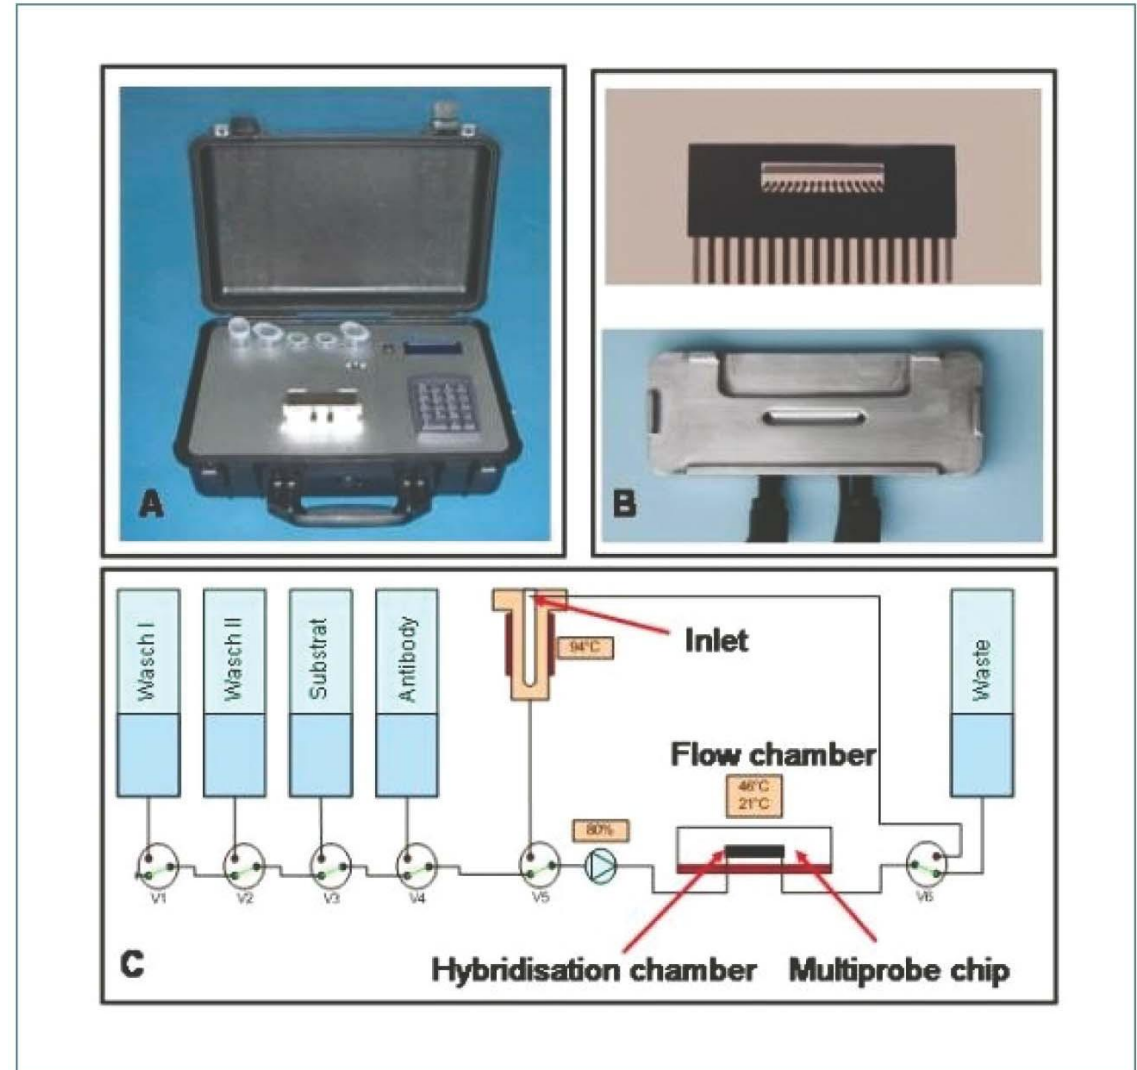 A
B
Wasch I
Wasch II
Substrat
Antibody
94°C
Inlet
Waste
Flow chamber
46°C
21°C
80%
V1
V2
V3
V4
V5
V6
C
Hybridisation chamber
Multiprobe chip